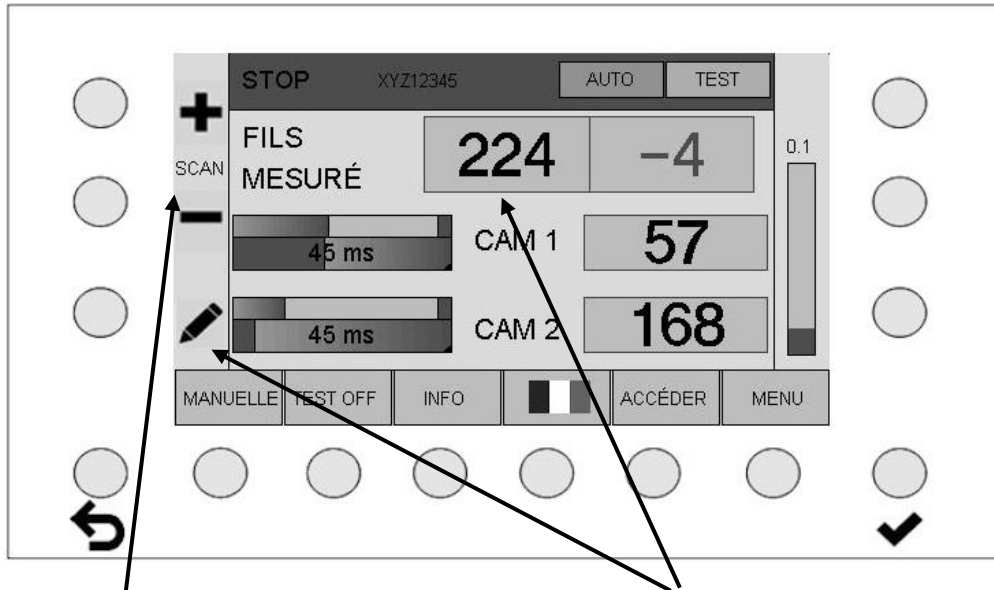 STOP XYZ12345 AUTO TEST
SCAN
FILS
MESURÉ
224 -4
0.1
45 ms CAM 1 57
45 ms CAM 2 168
MANUELLE TEST OFF INFO ACCÉDER MENU